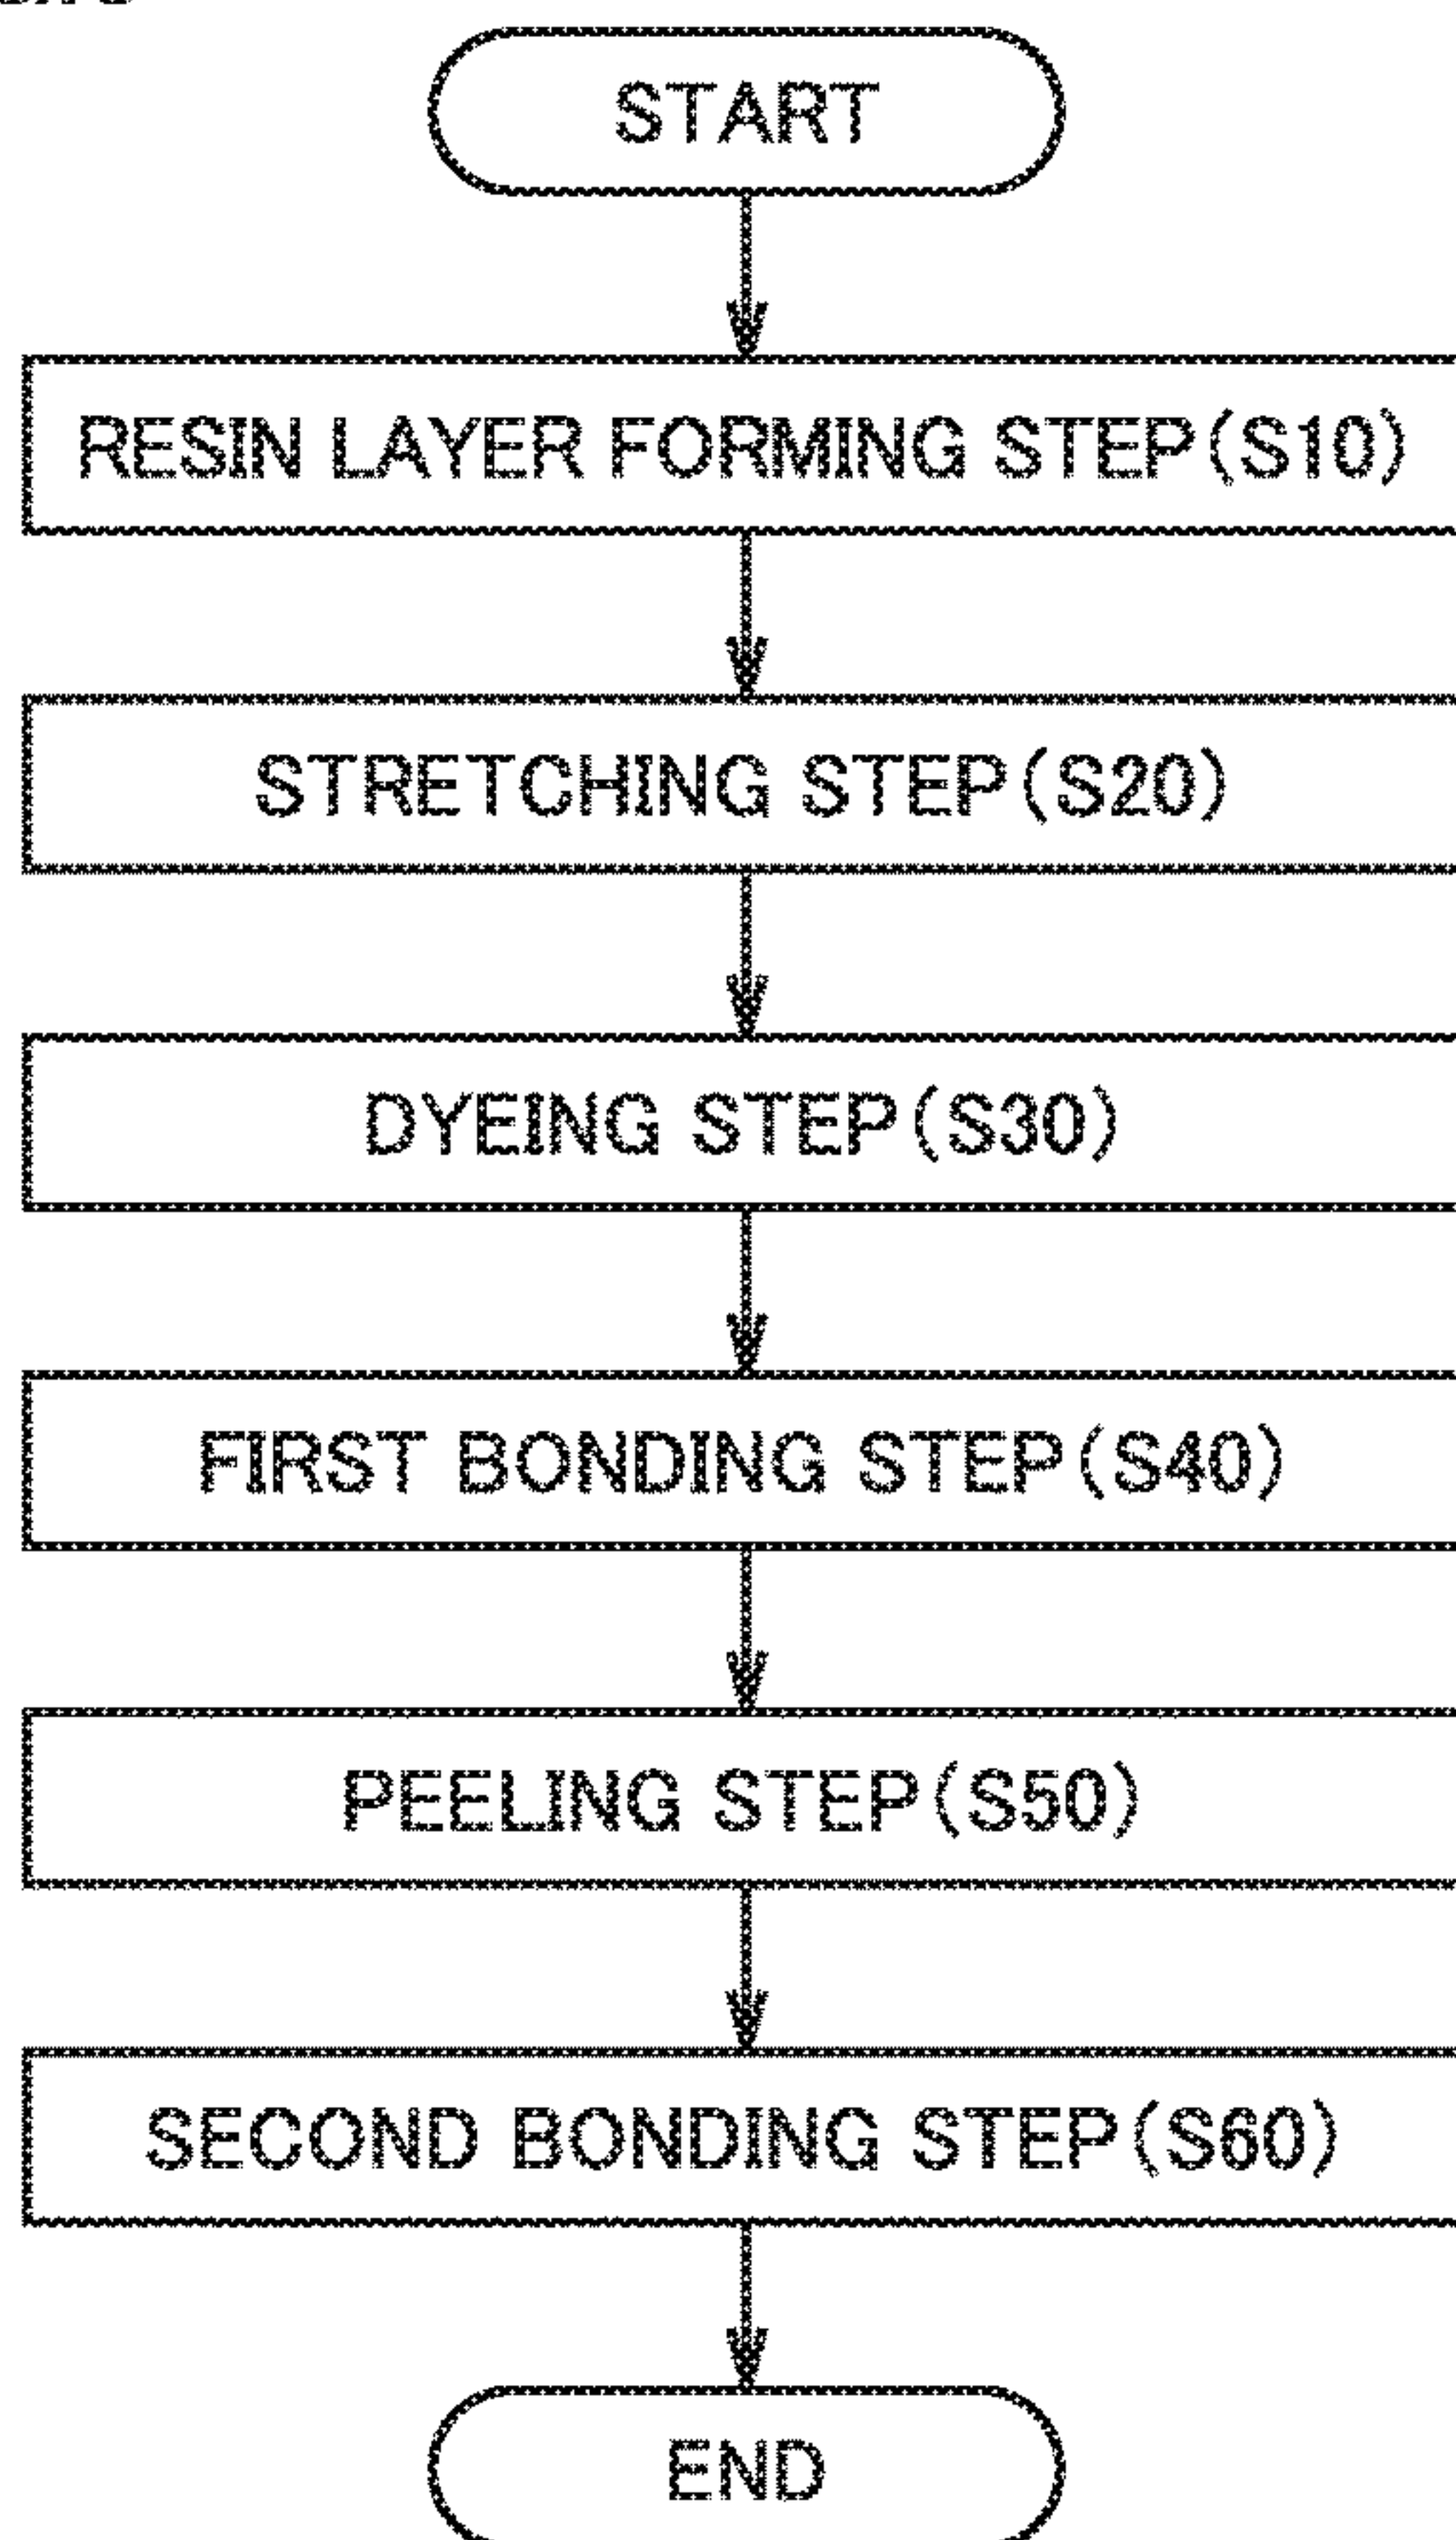 START
RESIN LAYER FORMING STEP(S10)
STRETCHING STEP(S20)
DYEING STEP(S30)
FIRST BONDING STEP(S40)
PEELING STEP(S50)
SECOND BONDING STEP(S60)
END